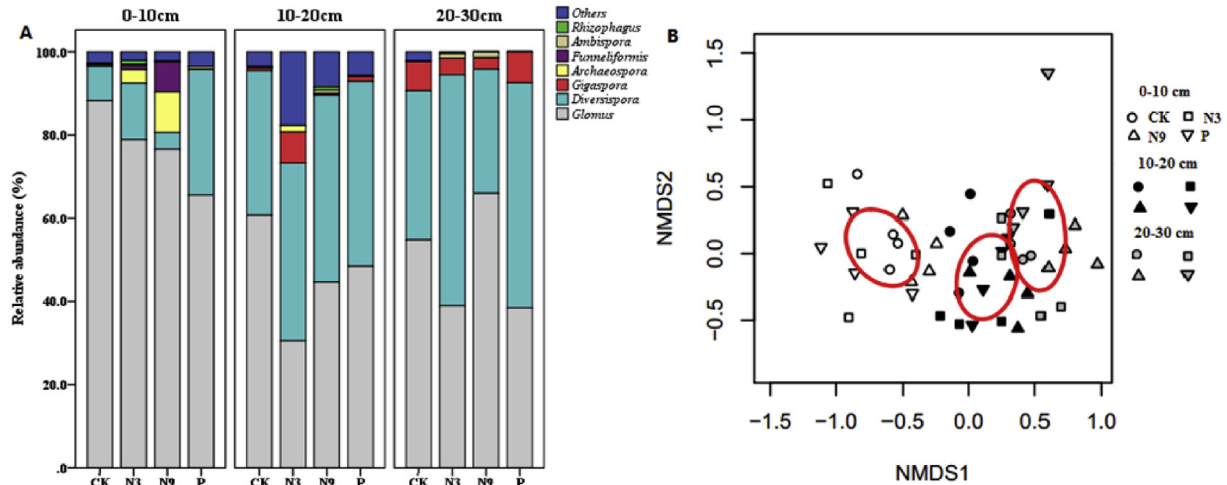 A
0-10cm
10-20cm
20-30cm
Others
Rhizophagus
Ambispora
Funneliformis
Archaeospora
Gigaspora
Diversispora
Glomus
Relative abundance (%)
100.0
80.0
60.0
40.0
20.0
.0
CK N3 N9 P
CK N3 N9 P
CK N3 N9 P
B
NMDS2
1.5
1.0
0.5
0.0
−0.5
−1.5 −1.0 −0.5 0.0 0.5 1.0
NMDS1
0-10 cm
CK N3
N9 P
10-20 cm
20-30 cm